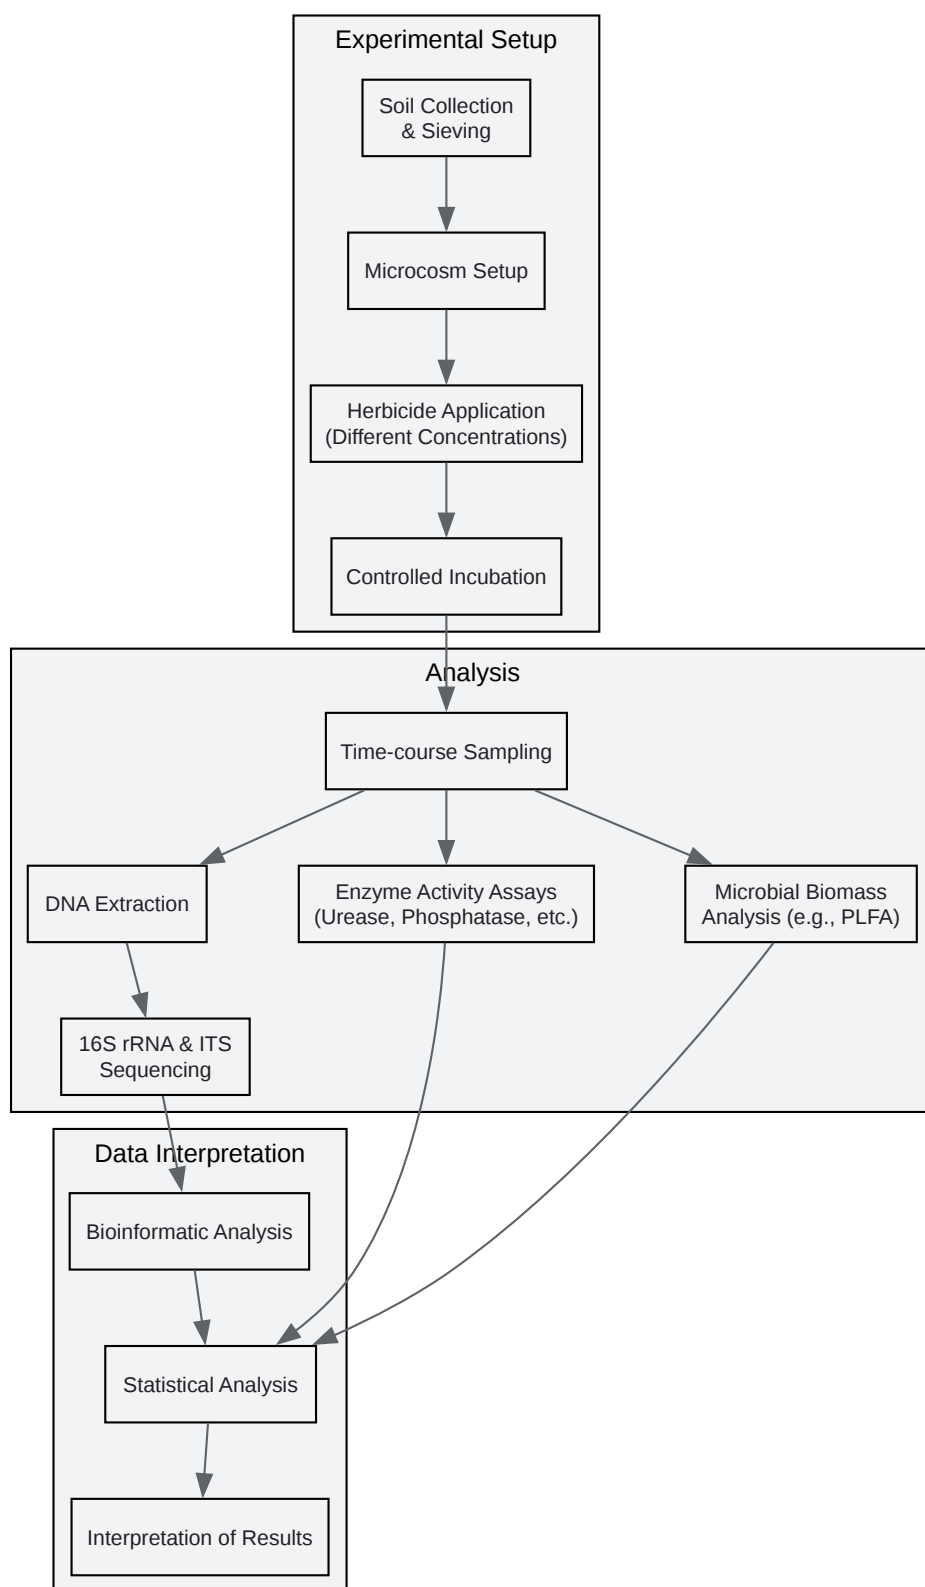 Experimental Setup
Soil Collection
& Sieving
Microcosm Setup
Herbicide Application
(Different Concentrations)
Controlled Incubation
Analysis
Time-course Sampling
DNA Extraction
Enzyme Activity Assays
(Urease, Phosphatase, etc.)
Microbial Biomass
Analysis (e.g., PLFA)
16S rRNA & ITS
Sequencing
Data Interpretation
Bioinformatic Analysis
Statistical Analysis
Interpretation of Results